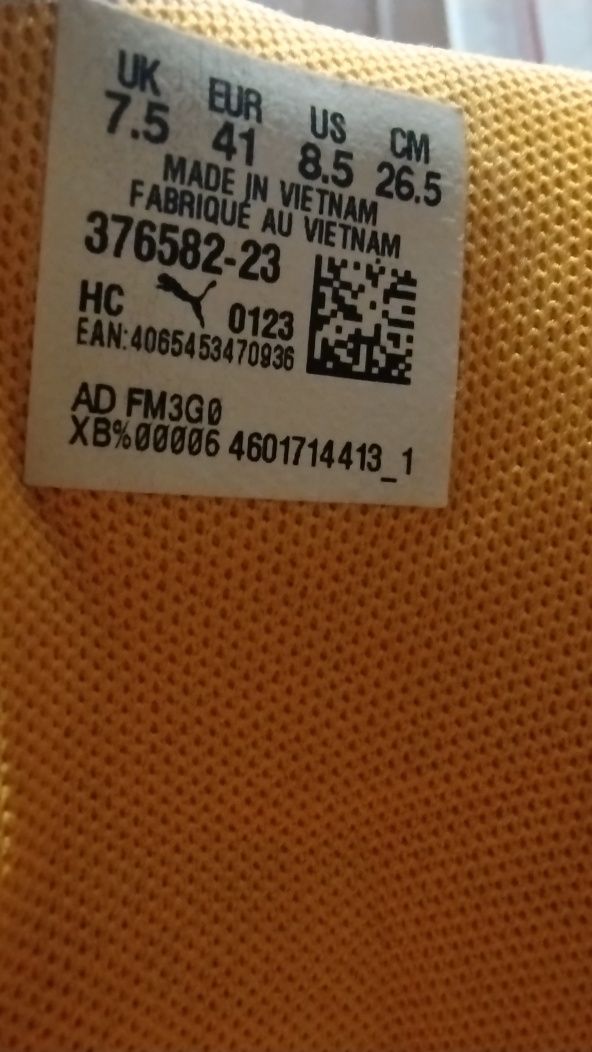 UK EUR US CM
7.5 41 8.5 26.5
MADE IN VIETNAM
FABRIQUÉ AU VIETNAM
376582-23
HC 0123
EAN:4065453470936
AD FM3G0
XB%00006 4601714413_1